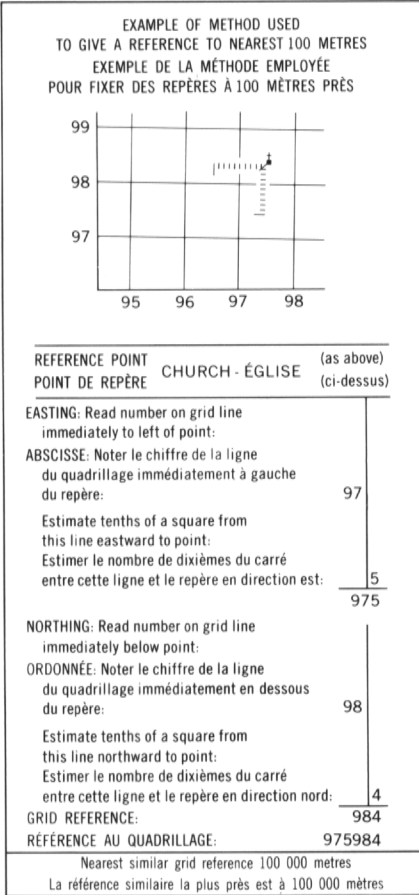 EXAMPLE OF METHOD USED
TO GIVE A REFERENCE TO NEAREST 100 METRES
EXEMPLE DE LA MÉTHODE EMPLOYÉE
POUR FIXER DES REPÈRES À 100 MÈTRES PRÈS
99
98
97
95 96 97 98
REFERENCE POINT
POINT DE REPÈRE
CHURCH - ÉGLISE
(as above)
(ci-dessus)
EASTING: Read number on grid line
immediately to left of point:
ABSCISSE: Noter le chiffre de la ligne
du quadrillage immédiatement à gauche
du repère: 97
Estimate tenths of a square from
this line eastward to point:
Estimer le nombre de dixièmes du carré
entre cette ligne et le repère en direction est: 5
975
NORTHING: Read number on grid line
immediately below point:
ORDONNÉE: Noter le chiffre de la ligne
du quadrillage immédiatement en dessous
du repère: 98
Estimate tenths of a square from
this line northward to point:
Estimer le nombre de dixièmes du carré
entre cette ligne et le repère en direction nord: 4
GRID REFERENCE: 984
RÉFÉRENCE AU QUADRILLAGE: 975984
Nearest similar grid reference 100 000 metres
La référence similaire la plus près est à 100 000 mètres